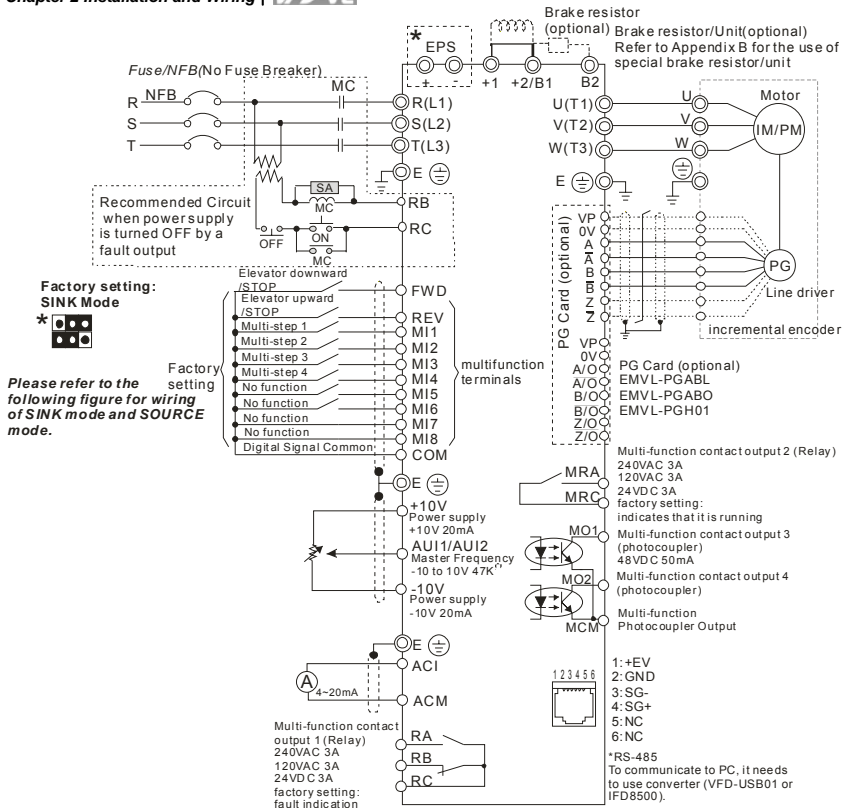 Chapter 2 Installation and Wiring |
Brake resistor
(optional)
Brake resistor/Unit(optional)
Refer to Appendix B for the use of
special brake resistor/unit
*
EPS
+ - +1 +2/B1 B2
Fuse/NFB(No Fuse Breaker)
MC
R NFB R(L1)
S S(L2)
T T(L3)
E
SA
MC
RB
RC
OFF
ON
MC
Recommended Circuit
when power supply
is turned OFF by a
fault output
U(T1) U
V(T2) V
W(T3) W
E
Motor
IM/PM
PG Card (optional)
VP
0V
A
A
B
B
Z
Z
PG
Line driver
incremental encoder
VP
0V
A/O
A/O
B/O
B/O
Z/O
Z/O
PG Card (optional)
EMVL-PGABL
EMVL-PGABO
EMVL-PGH01
Factory setting:
SINK Mode
*
Please refer to the
following figure for wiring
of SINK mode and SOURCE
mode.
Factory
setting
Elevator downward
/STOP
FWD
Elevator upward
/STOP
REV
Multi-step 1
MI1
Multi-step 2
MI2
Multi-step 3
MI3
Multi-step 4
MI4
No function
MI5
No function
MI6
No function
MI7
No function
MI8
Digital Signal Common
COM
multifunction
terminals
E
+10V
Power supply
+10V 20mA
AUI1/AUI2
Master Frequency
-10 to 10V 47K
-10V
Power supply
-10V 20mA
E
ACI
A
4~20mA
ACM
Multi-function contact
output 1 (Relay)
240VAC 3A
120VAC 3A
24VDC 3A
factory setting:
fault indication
RA
RB
RC
MRA
MRC
Multi-function contact output 2 (Relay)
240VAC 3A
120VAC 3A
24VDC 3A
factory setting:
indicates that it is running
MO1
Multi-function contact output 3
(photocoupler)
48VDC 50mA
MO2
Multi-function contact output 4
(photocoupler)
MCM
Multi-function
Photocoupler Output
1 2 3 4 5 6
1:+EV
2:GND
3:SG-
4:SG+
5:NC
6:NC
*RS-485
To communicate to PC, it needs
to use converter (VFD-USB01 or
IFD8500).